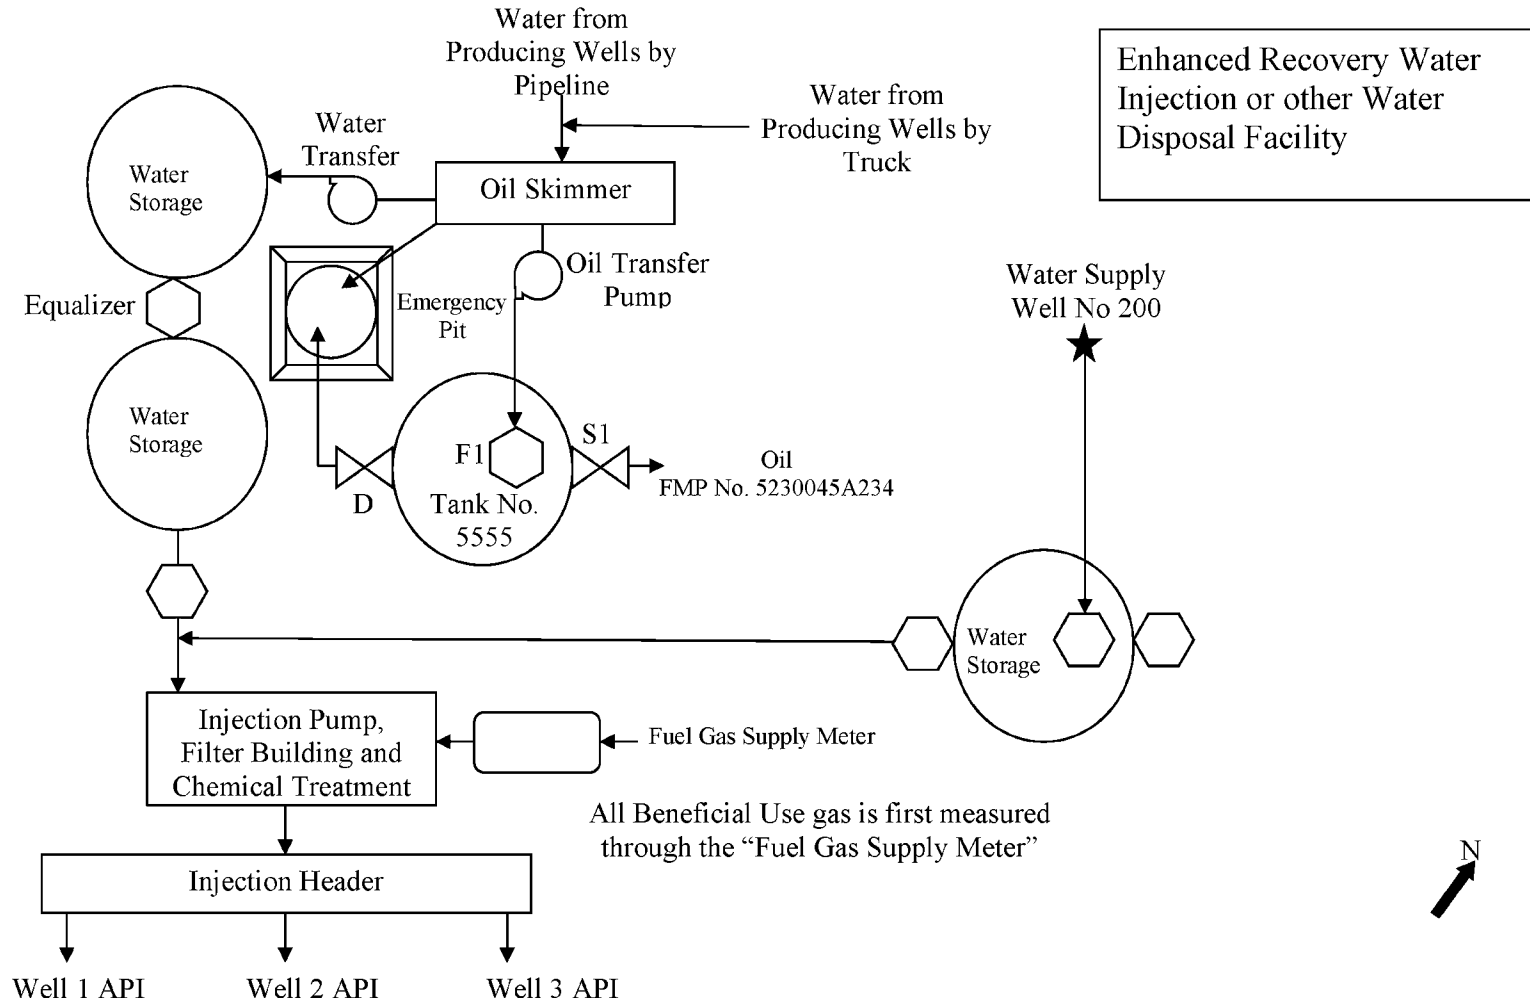 Water from
Producing Wells by
Pipeline
Water from
Producing Wells by
Truck
Enhanced Recovery Water
Injection or other Water
Disposal Facility
Water
Transfer
Water
Storage
Oil Skimmer
Oil Transfer
Pump
Emergency
Pit
Equalizer
Water Supply
Well No 200
Water
Storage
F1
S1
D
Tank No.
5555
Oil
FMP No. 5230045A234
Water
Storage
Injection Pump,
Filter Building and
Chemical Treatment
Fuel Gas Supply Meter
All Beneficial Use gas is first measured
through the “Fuel Gas Supply Meter”
N
Injection Header
Well 1 API
Well 2 API
Well 3 API